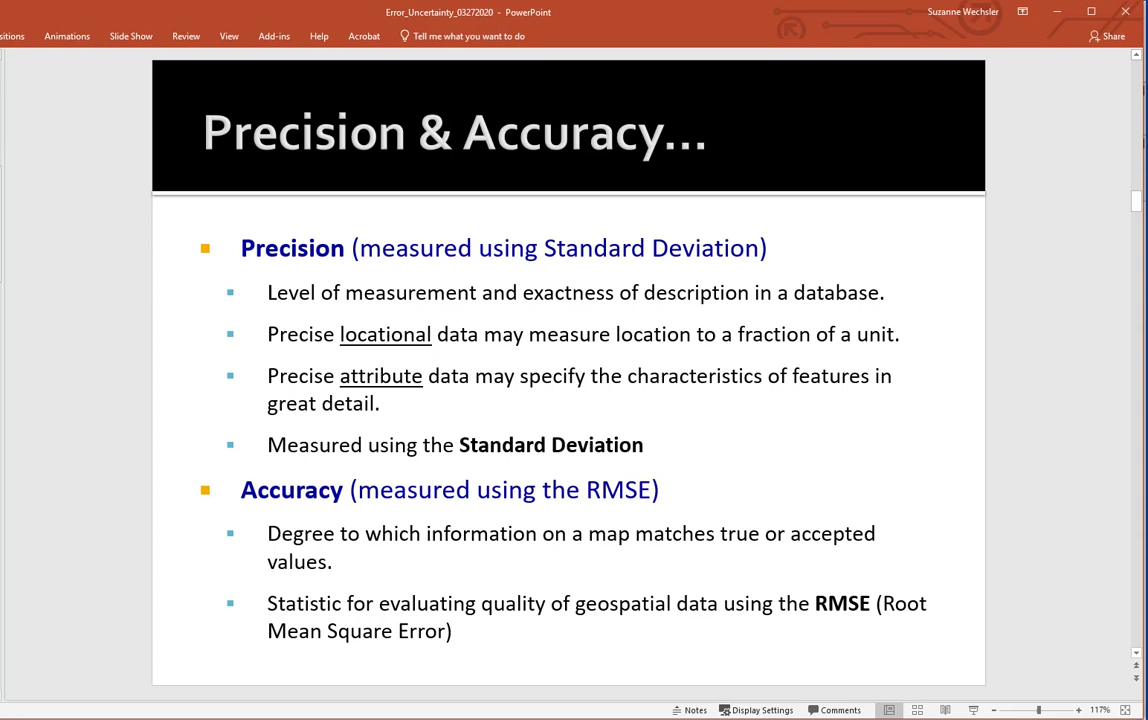 Error_Uncertainty_03272020 - PowerPoint
Suzanne Wechsler
sitions Animations Slide Show Review View Add-ins Help Acrobat Tell me what you want to do
Share
Precision & Accuracy...
Precision (measured using Standard Deviation)
Level of measurement and exactness of description in a database.
Precise locational data may measure location to a fraction of a unit.
Precise attribute data may specify the characteristics of features in
great detail.
Measured using the Standard Deviation
Accuracy (measured using the RMSE)
Degree to which information on a map matches true or accepted
values.
Statistic for evaluating quality of geospatial data using the RMSE (Root
Mean Square Error)
Notes Display Settings Comments 117%